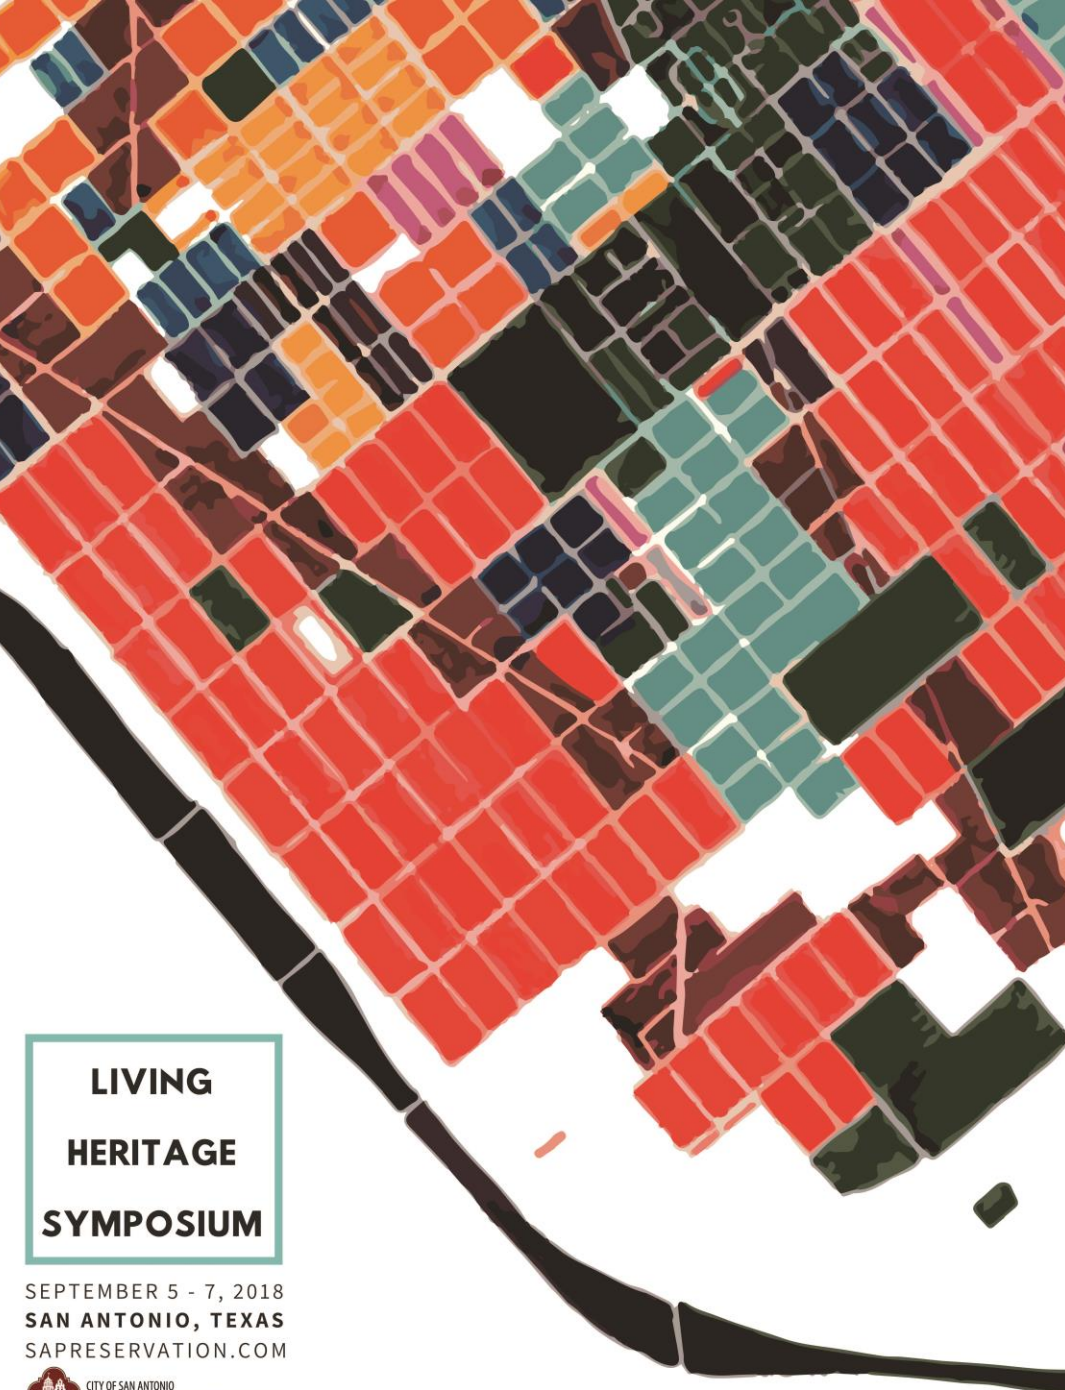 LIVING
HERITAGE
SYMPOSIUM
SEPTEMBER 5 - 7, 2018
SAN ANTONIO, TEXAS
SAPRESERVATION.COM
CITY OF SAN ANTONIO